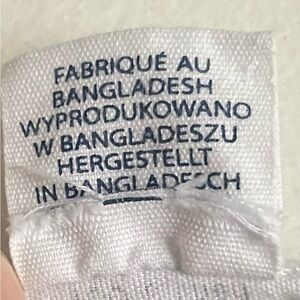 FABRIQUÉ AU
BANGLADESH
WYPRODUKOWANO
W BANGLADESZU
HERGESTELLT
IN BANGLADESCH